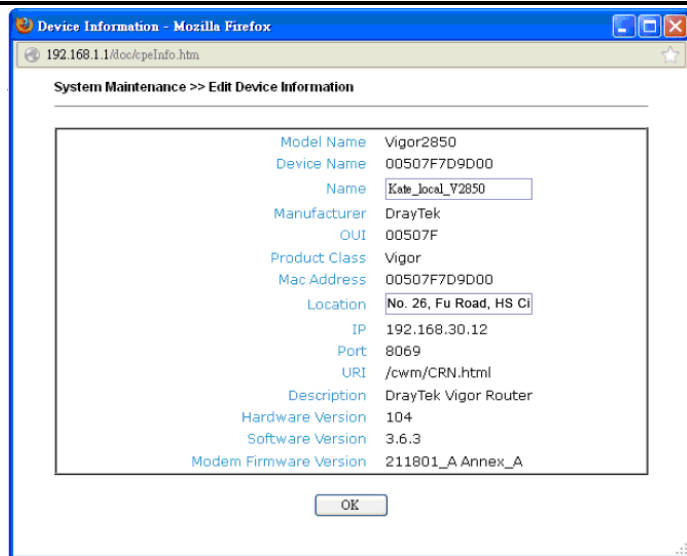 Device Information - Mozilla Firefox
192.168.1.1/doc/cpeInfo.htm
System Maintenance >> Edit Device Information
Model Name Vigor2850
Device Name 00507F7D9D00
Name Kate_local_V2850
Manufacturer DrayTek
OUI 00507F
Product Class Vigor
Mac Address 00507F7D9D00
Location No. 26, Fu Road, HS Ci
IP 192.168.30.12
Port 8069
URI /cwm/CRN.html
Description DrayTek Vigor Router
Hardware Version 104
Software Version 3.6.3
Modem Firmware Version 211801_A Annex_A
OK